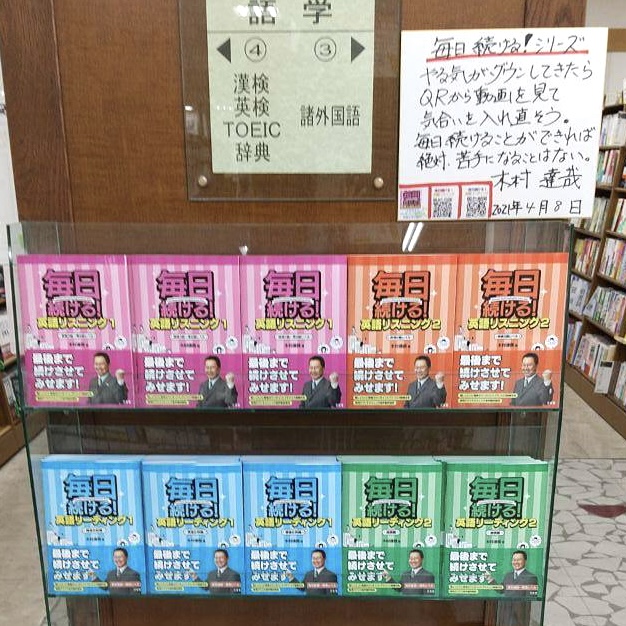 語 学
④
③
漢検
英検
TOEIC
辞典
諸外国語
毎日続ける!シリーズ
やる気がダウンしてきたら
QRから動画を見て
気合いを入れ直そう。
毎日続けることができれば
絶対、苦手になることはない。
木村達哉
2021年4月8日
毎日
続ける!
英語リスニング1
最後まで
続けさせて
みせます!
毎日
続ける!
英語リスニング1
最後まで
続けさせて
みせます!
毎日
続ける!
英語リスニング1
最後まで
続けさせて
みせます!
毎日
続ける!
英語リスニング2
最後まで
続けさせて
みせます!
毎日
続ける!
英語リスニング2
最後まで
続けさせて
みせます!
毎日
続ける!
英語リーディング1
最後まで
続けさせて
みせます!
毎日
続ける!
英語リーディング1
最後まで
続けさせて
みせます!
毎日
続ける!
英語リーディング1
最後まで
続けさせて
みせます!
毎日
続ける!
英語リーディング2
最後まで
続けさせて
みせます!
毎日
続ける!
英語リーディング2
最後まで
続けさせて
みせます!